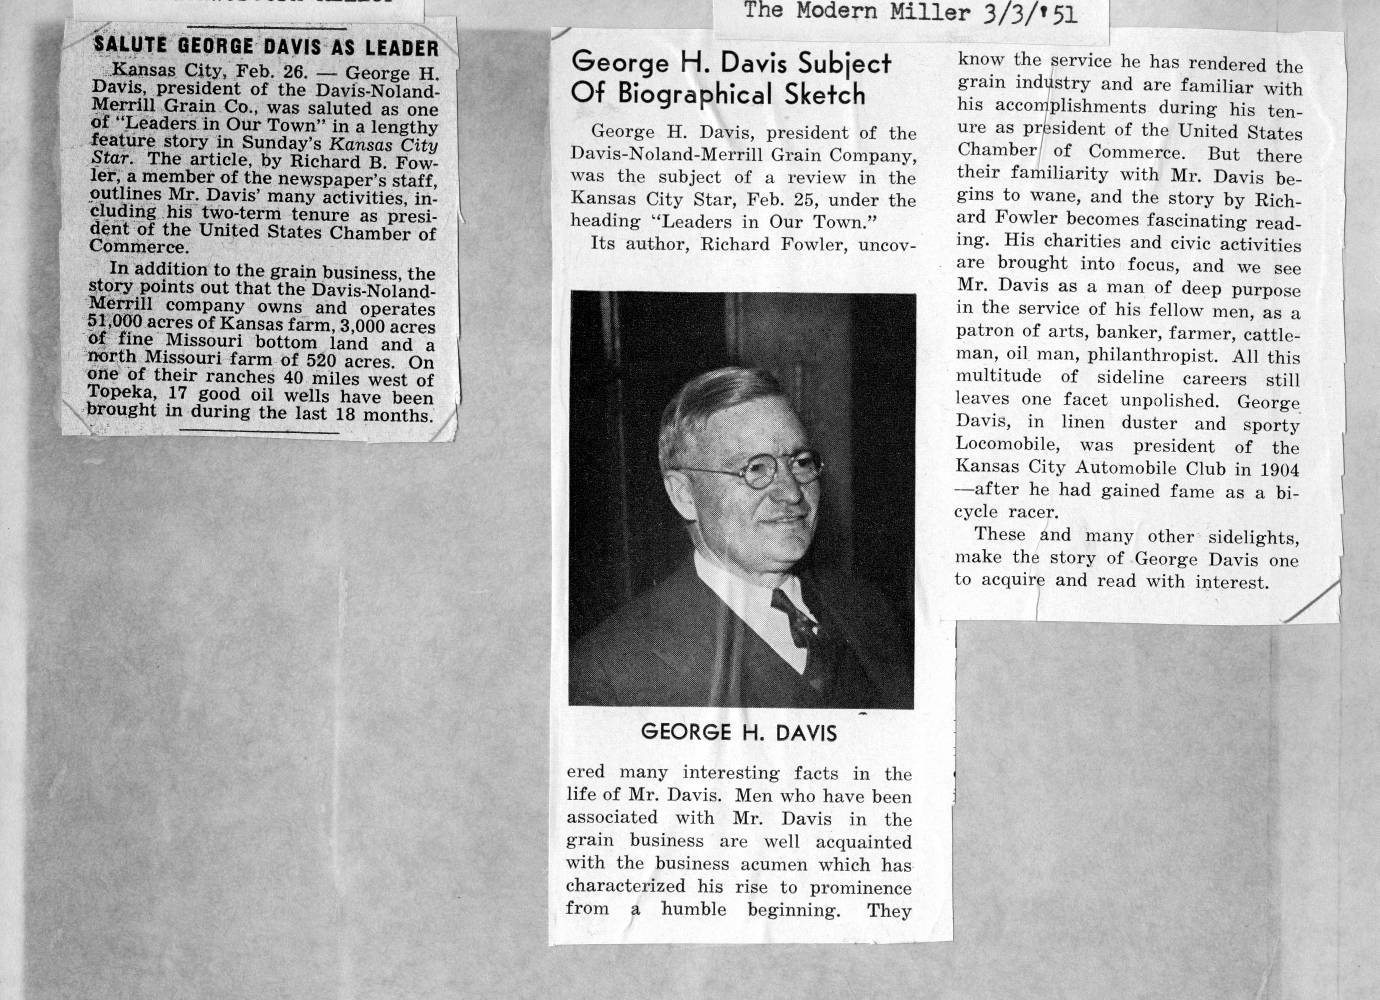 SALUTE GEORGE DAVIS AS LEADER
Kansas City, Feb. 26. — George H.
Davis, president of the Davis-Noland-
Merrill Grain Co., was saluted as one
of "Leaders in Our Town" in a lengthy
feature story in Sunday's Kansas City
Star. The article, by Richard B. Fow-
ler, a member of the newspaper's staff,
outlines Mr. Davis' many activities, in-
cluding his two-term tenure as presi-
dent of the United States Chamber of
Commerce.
In addition to the grain business, the
story points out that the Davis-Noland-
Merrill company owns and operates
51,000 acres of Kansas farm, 3,000 acres
of fine Missouri bottom land and a
north Missouri farm of 520 acres. On
one of their ranches 40 miles west of
Topeka, 17 good oil wells have been
brought in during the last 18 months.
The Modern Miller 3/3/'51
George H. Davis Subject
Of Biographical Sketch
George H. Davis, president of the
Davis-Noland-Merrill Grain Company,
was the subject of a review in the
Kansas City Star, Feb. 25, under the
heading "Leaders in Our Town."
Its author, Richard Fowler, uncov-
GEORGE H. DAVIS
ered many interesting facts in the
life of Mr. Davis. Men who have been
associated with Mr. Davis in the
grain business are well acquainted
with the business acumen which has
characterized his rise to prominence
from a humble beginning. They
know the service he has rendered the
grain industry and are familiar with
his accomplishments during his ten-
ure as president of the United States
Chamber of Commerce. But there
their familiarity with Mr. Davis be-
gins to wane, and the story by Rich-
ard Fowler becomes fascinating read-
ing. His charities and civic activities
are brought into focus, and we see
Mr. Davis as a man of deep purpose
in the service of his fellow men, as a
patron of arts, banker, farmer, cattle-
man, oil man, philanthropist. All this
multitude of sideline careers still
leaves one facet unpolished. George
Davis, in linen duster and sporty
Locomobile, was president of the
Kansas City Automobile Club in 1904
—after he had gained fame as a bi-
cycle racer.
These and many other sidelights,
make the story of George Davis one
to acquire and read with interest.